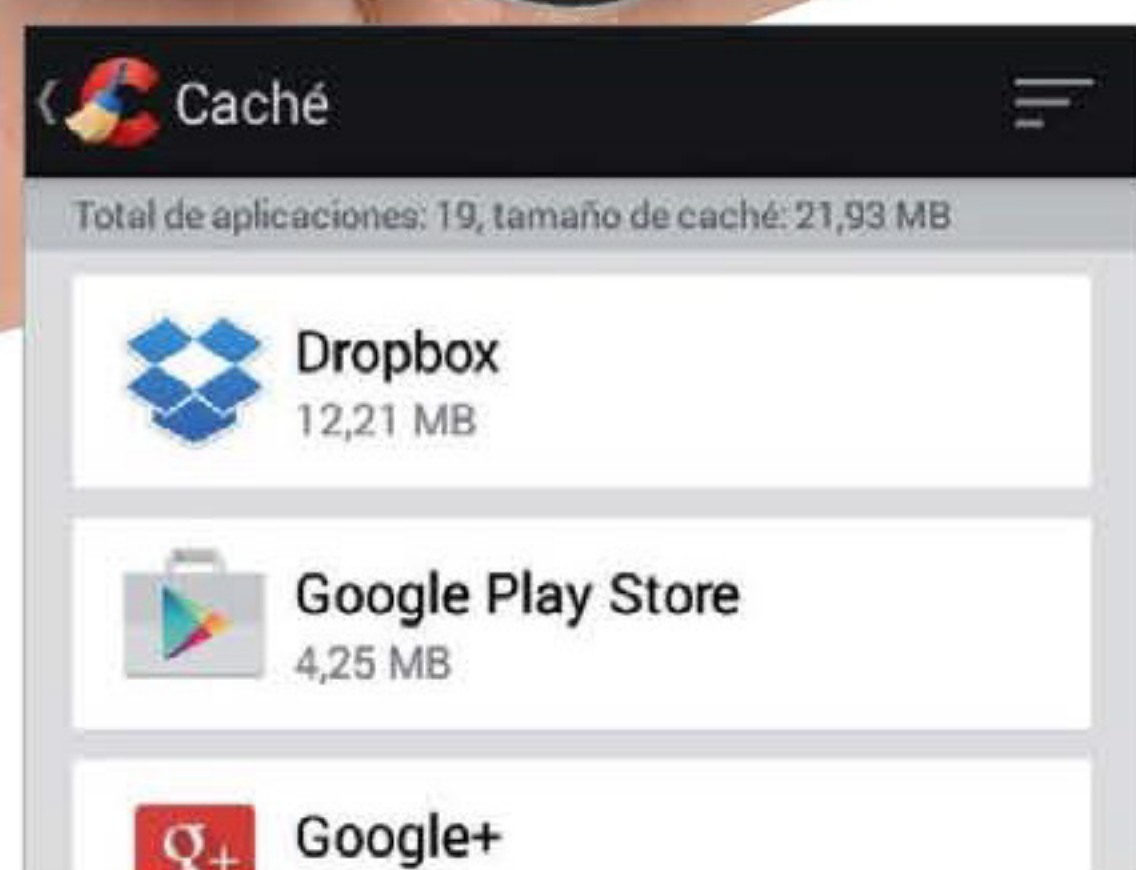 Caché
Total de aplicaciones: 19, tamaño de caché: 21,93 MB
Dropbox
12,21 MB
Google Play Store
4,25 MB
Google+
g+